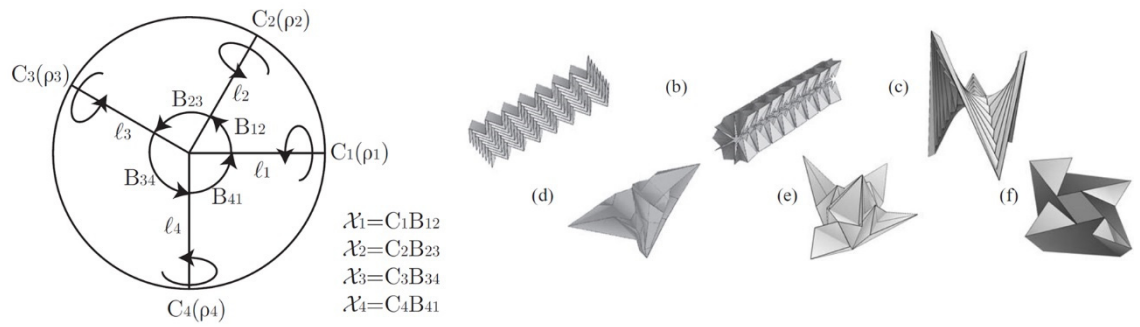 C2(ρ2)
C3(ρ3)
ℓ2
B23
ℓ3
B12
C1(ρ1)
ℓ1
B34
B41
ℓ4
C4(ρ4)
𝒳1=C1B12
𝒳2=C2B23
𝒳3=C3B34
𝒳4=C4B41
(b)
(c)
(d)
(e)
(f)